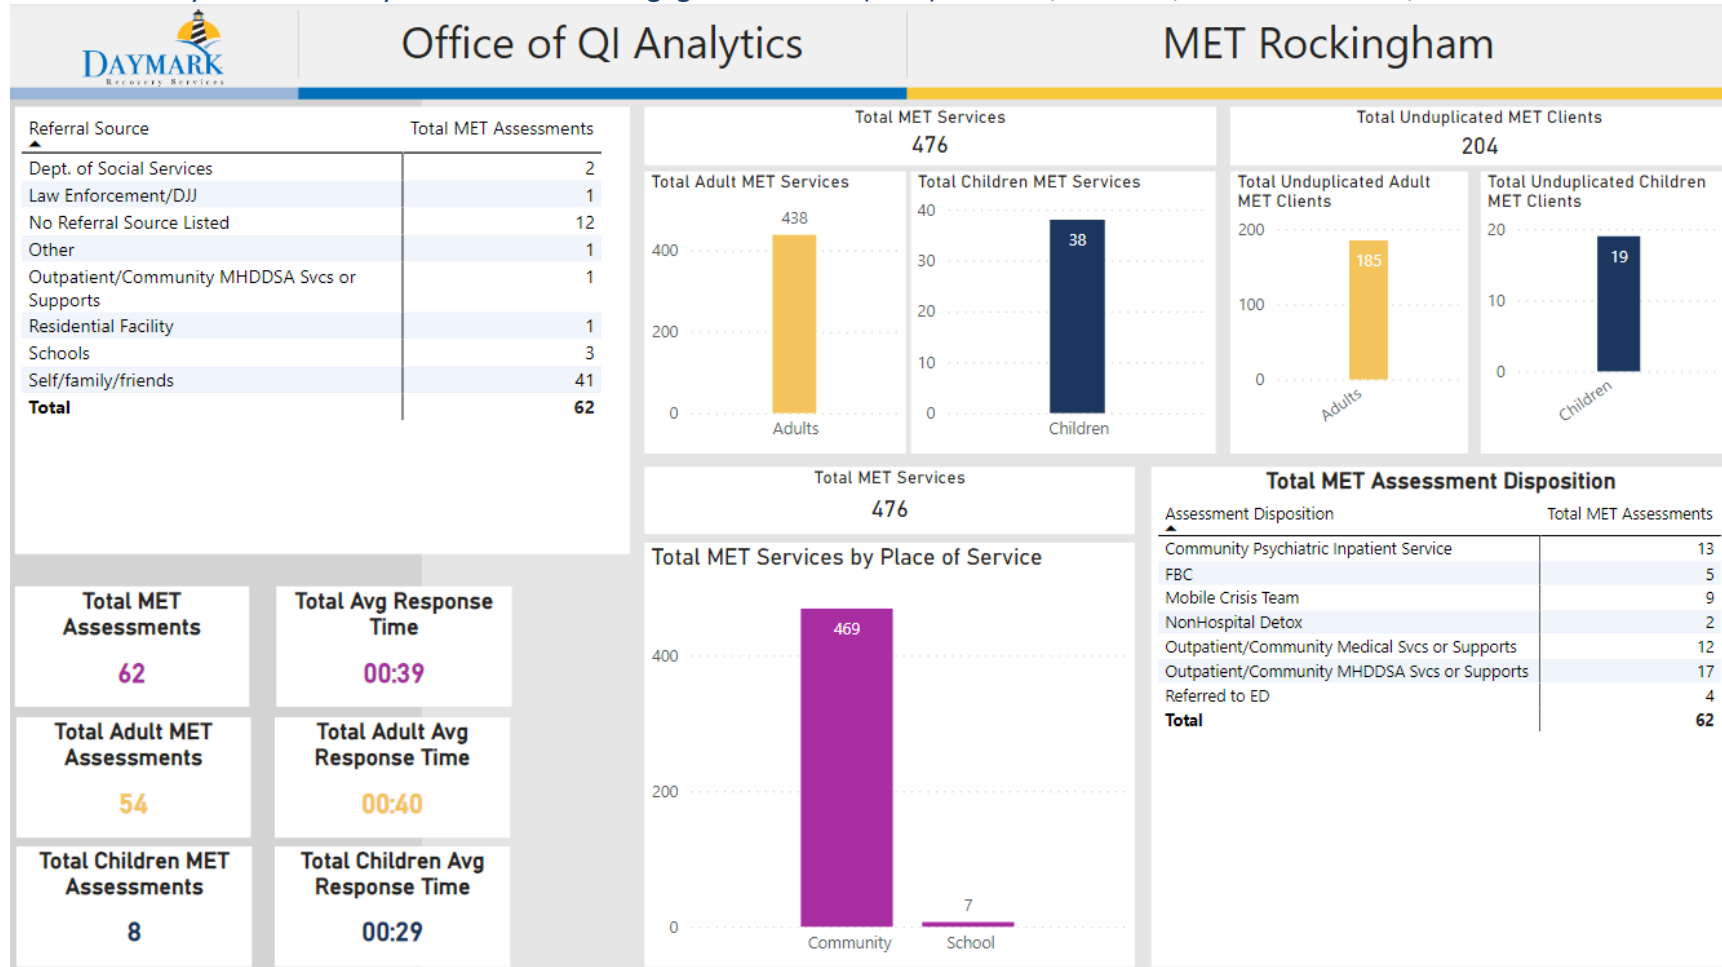 DAYMARK
Recovery Services
Office of QI Analytics
MET Rockingham
Referral Source Total MET Assessments
Dept. of Social Services 2
Law Enforcement/DJJ 1
No Referral Source Listed 12
Other 1
Outpatient/Community MHDDSA Svcs or 1
Supports
Residential Facility 1
Schools 3
Self/family/friends 41
Total 62
Total MET
Assessments
62
Total Avg Response
Time
00:39
Total Adult MET
Assessments
54
Total Adult Avg
Response Time
00:40
Total Children MET
Assessments
8
Total Children Avg
Response Time
00:29
Total MET Services
476
Total Adult MET Services
438
400
200
0
Adults
Total Children MET Services
40
38
30
20
10
0
Children
Total Unduplicated MET Clients
204
Total Unduplicated Adult
MET Clients
200
185
100
0
Adults
Total Unduplicated Children
MET Clients
20
19
10
0
Children
Total MET Services
476
Total MET Services by Place of Service
469
400
200
7
0
Community School
Total MET Assessment Disposition
Assessment Disposition Total MET Assessments
Community Psychiatric Inpatient Service 13
FBC 5
Mobile Crisis Team 9
NonHospital Detox 2
Outpatient/Community Medical Svcs or Supports 12
Outpatient/Community MHDDSA Svcs or Supports 17
Referred to ED 4
Total 62